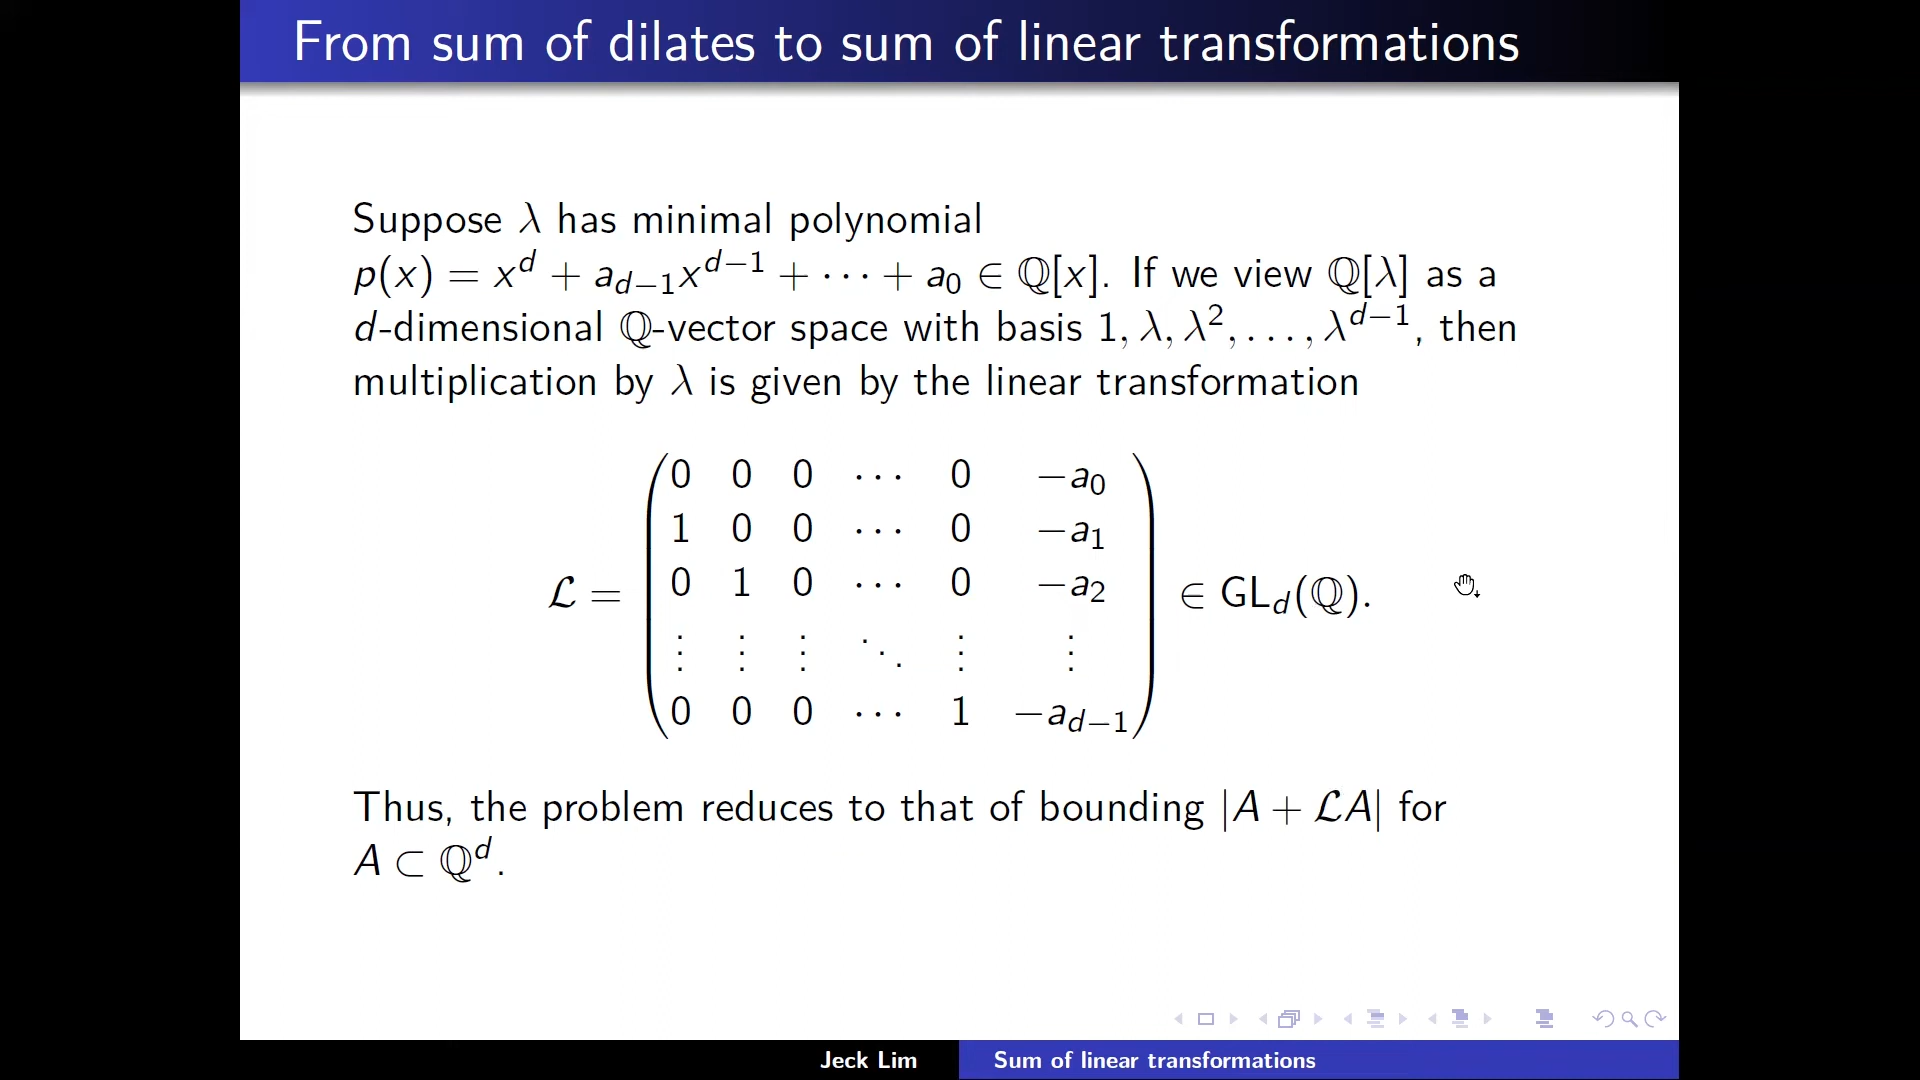 From sum of dilates to sum of linear transformations
Suppose λ has minimal polynomial
p(x) = x^d + a_{d−1}x^{d−1} + ⋯ + a_0 ∈ ℚ[x]. If we view ℚ[λ] as a
d-dimensional ℚ-vector space with basis 1, λ, λ^2, . . . , λ^{d−1}, then
multiplication by λ is given by the linear transformation
0 0 0 ⋯ 0 −a_0
1 0 0 ⋯ 0 −a_1
0 1 0 ⋯ 0 −a_2
ℒ = ∈ GL_d(ℚ).
⋮ ⋮ ⋮ ⋱ ⋮ ⋮
0 0 0 ⋯ 1 −a_{d−1}
Thus, the problem reduces to that of bounding |A + ℒA| for
A ⊂ ℚ^d.
Jeck Lim
Sum of linear transformations